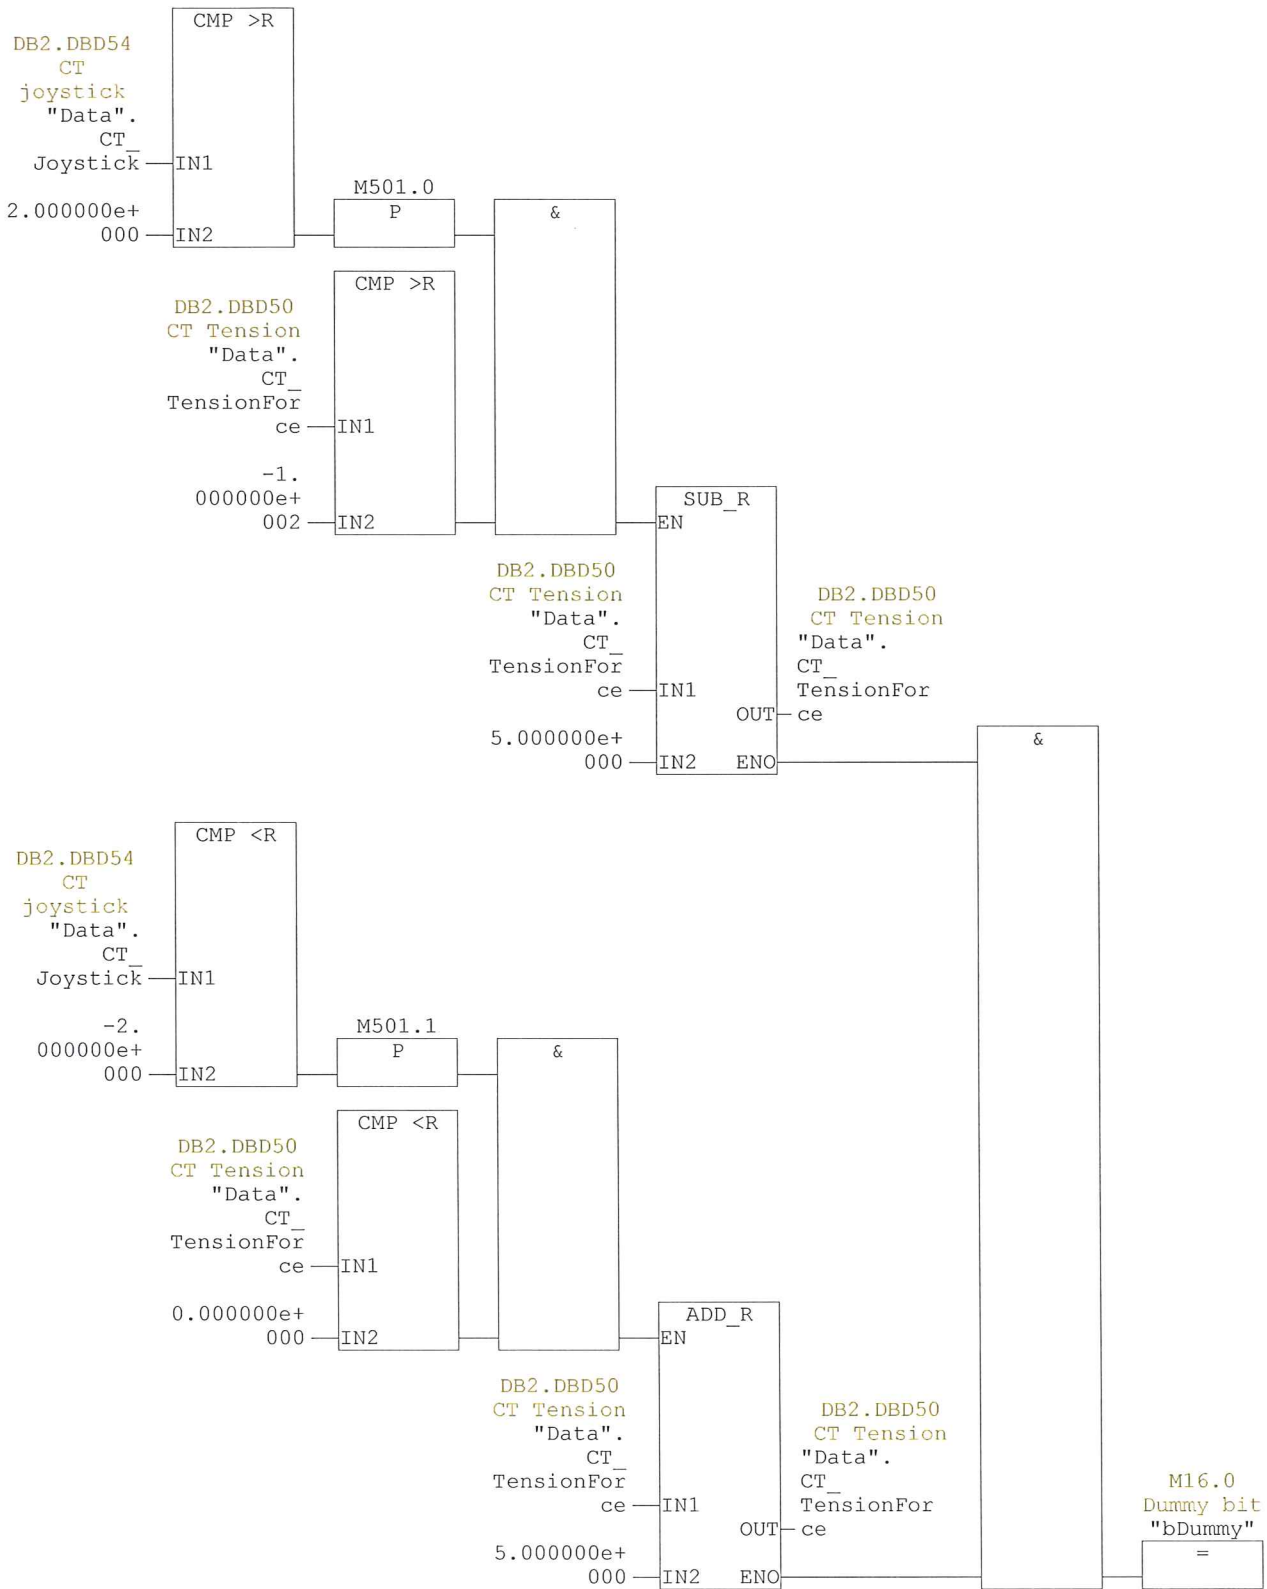 CMP >R
DB2.DBD54
CT
joystick
"Data".
CT_
Joystick
IN1
2.000000e+
000
IN2
M501.0
P
&
CMP >R
DB2.DBD50
CT Tension
"Data".
CT_
TensionFor
ce
IN1
-1.
000000e+
002
IN2
SUB_R
EN
DB2.DBD50
CT Tension
"Data".
CT_
TensionFor
ce
IN1
DB2.DBD50
CT Tension
"Data".
CT_
TensionFor
OUT ce
5.000000e+
000
IN2 ENO
&
CMP <R
DB2.DBD54
CT
joystick
"Data".
CT_
Joystick
IN1
-2.
000000e+
000
IN2
M501.1
P
&
CMP <R
DB2.DBD50
CT Tension
"Data".
CT_
TensionFor
ce
IN1
0.000000e+
000
IN2
ADD_R
EN
DB2.DBD50
CT Tension
"Data".
CT_
TensionFor
ce
IN1
DB2.DBD50
CT Tension
"Data".
CT_
TensionFor
OUT ce
5.000000e+
000
IN2 ENO
M16.0
Dummy bit
"bDummy"
=